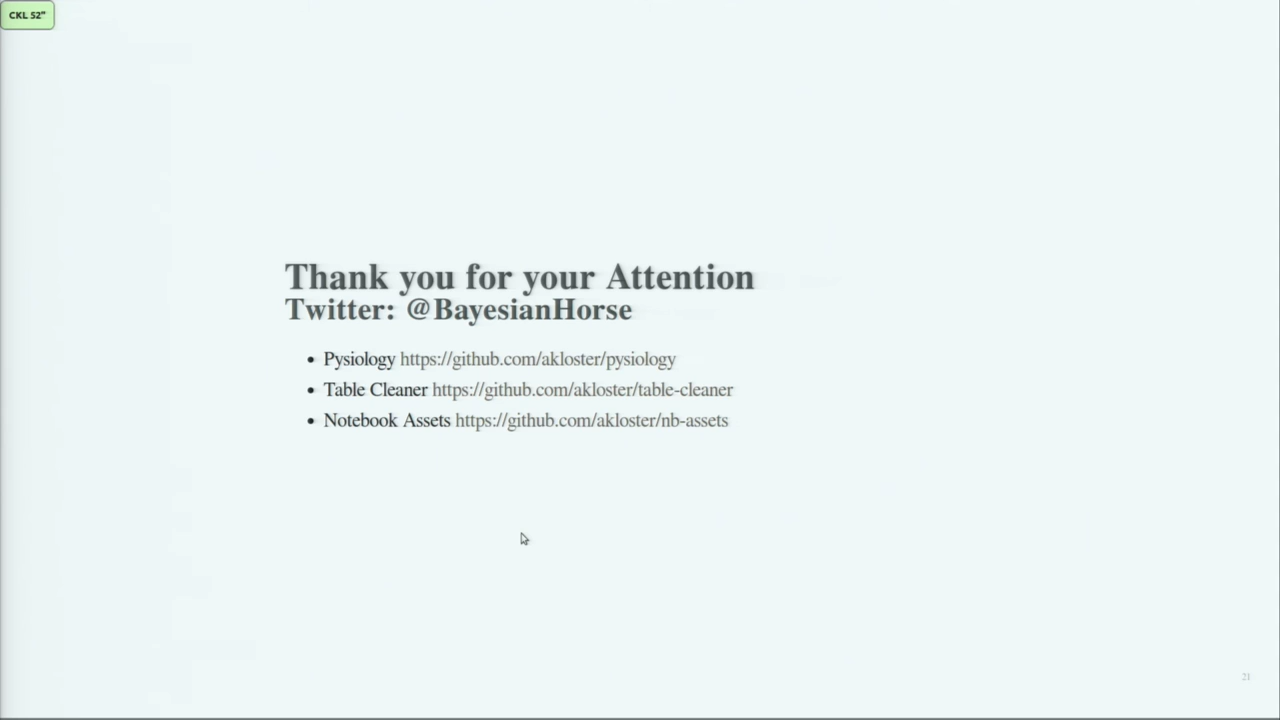 CKL 52"
Thank you for your Attention
Twitter: @BayesianHorse
• Pysiology https://github.com/akloster/pysiology
• Table Cleaner https://github.com/akloster/table-cleaner
• Notebook Assets https://github.com/akloster/nb-assets
21